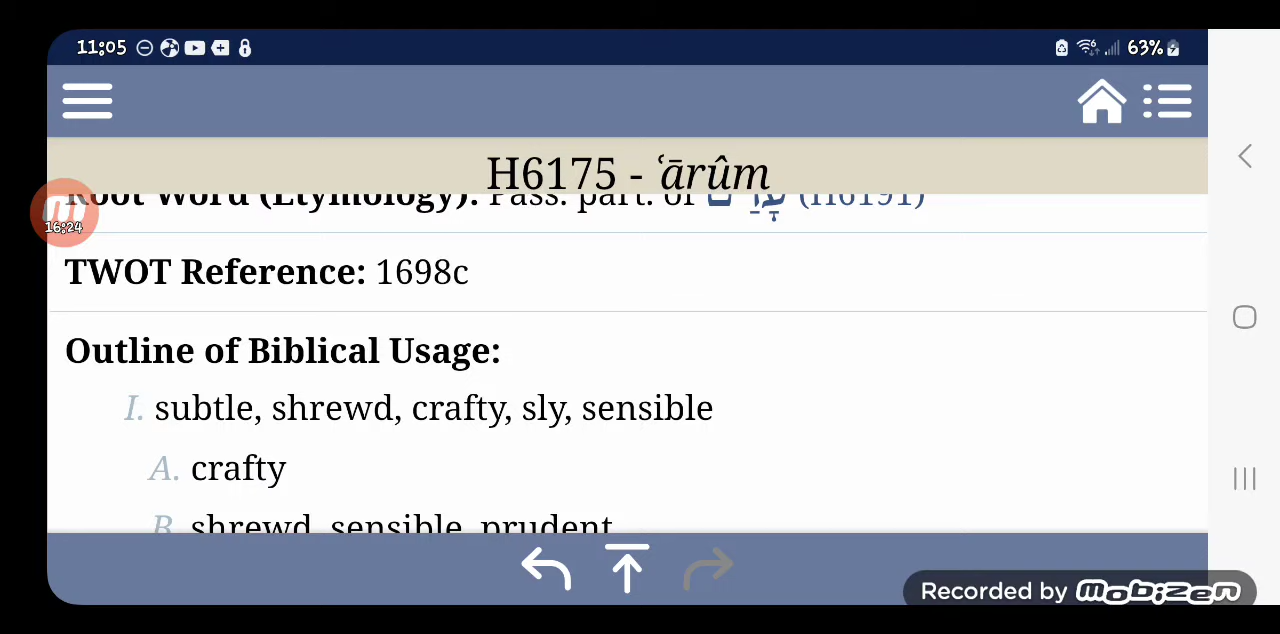 11:05
63%
H6175 - ʿārûm
Root Word (Etymology): Pass. part. of עָרַם (H6191)
16:24
TWOT Reference: 1698c
Outline of Biblical Usage:
I. subtle, shrewd, crafty, sly, sensible
A. crafty
B. shrewd, sensible, prudent
Recorded by mobizen